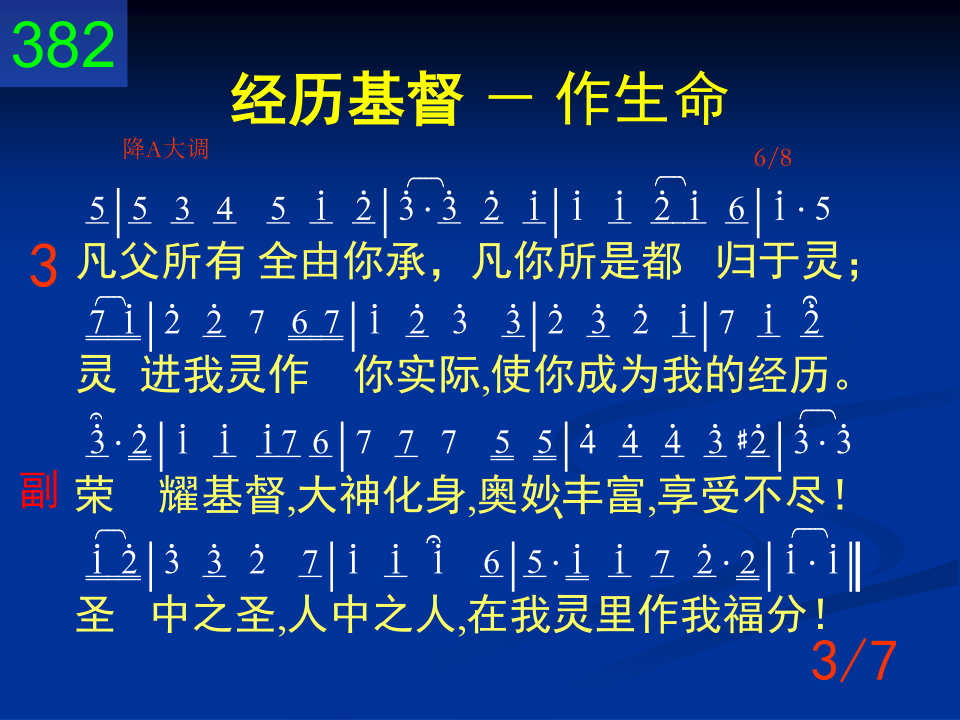 382
经历基督 － 作生命
降A大调 6/8
5|5 3 4 5 i̇ 2̇|3̇·3̇ 2̇ 1̇|1̇ 1̇ 2̇ 1̇ 6|1̇·5
3 凡父所有 全由你承，凡你所是都 归于灵；
7 1̇|2̇ 2̇ 7 6 7|1̇ 2̇ 3̇ 3̇|2̇ 3̇ 2̇ 1̇|7 1̇ 2̇
灵 进我灵作 你实际,使你成为我的经历。
3̇·2̇|1̇ 1̇ 1̇ 7 6|7 7 7 5 5|4̇ 4̇ 4̇ 3̇ #2̇|3̇·3̇
副 荣 耀基督,大神化身,奥妙、丰富,享受不尽！
1̇ 2̇|3̇ 3̇ 2̇ 7|1̇ 1̇ 1̇ 6|5·1̇ 1̇ 7 2̇·2|1̇·1̇‖
圣 中之圣,人中之人,在我灵里作我福分！
3/7